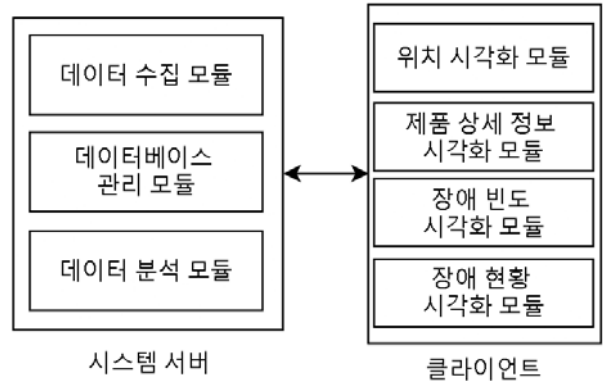 데이터 수집 모듈
데이터베이스
관리 모듈
데이터 분석 모듈
시스템 서버
위치 시각화 모듈
제품 상세 정보
시각화 모듈
장애 빈도
시각화 모듈
장애 현황
시각화 모듈
클라이언트